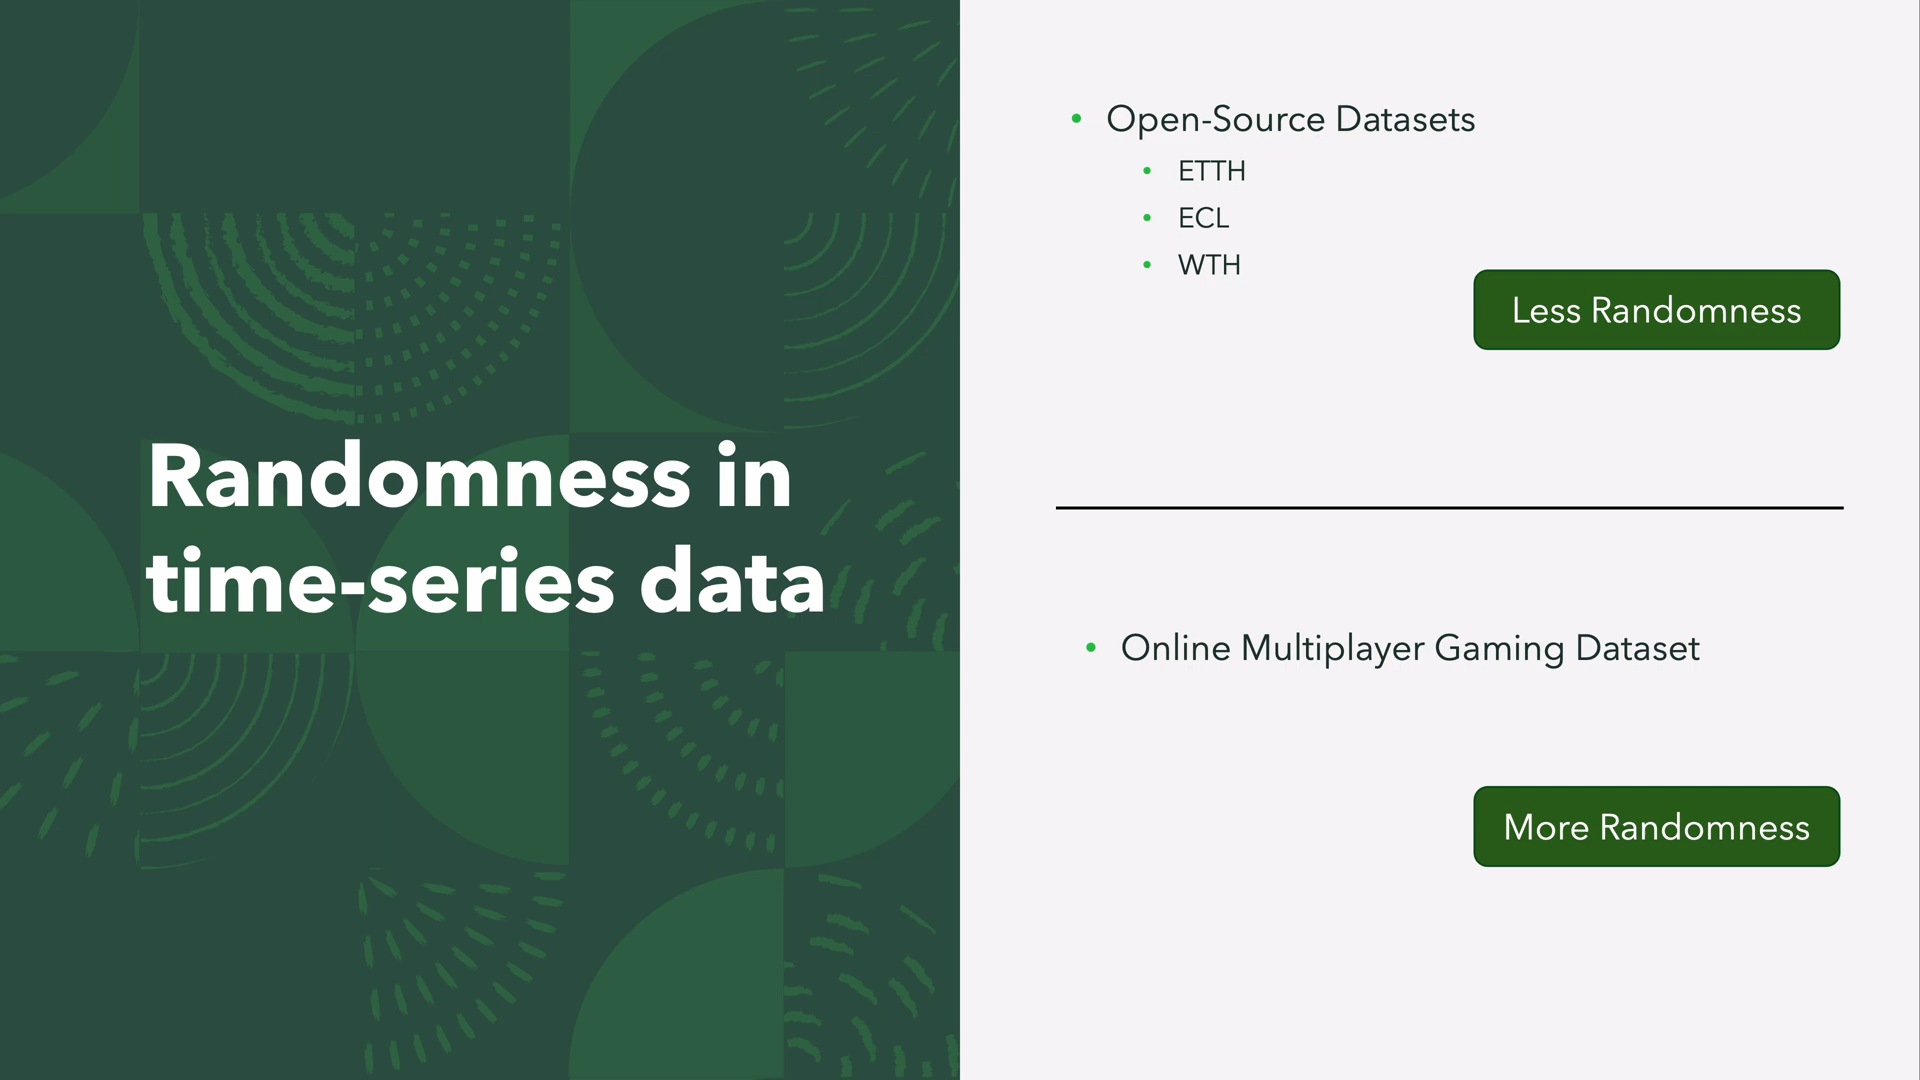 Randomness in
time-series data
Open-Source Datasets
ETTH
ECL
WTH
Less Randomness
Online Multiplayer Gaming Dataset
More Randomness